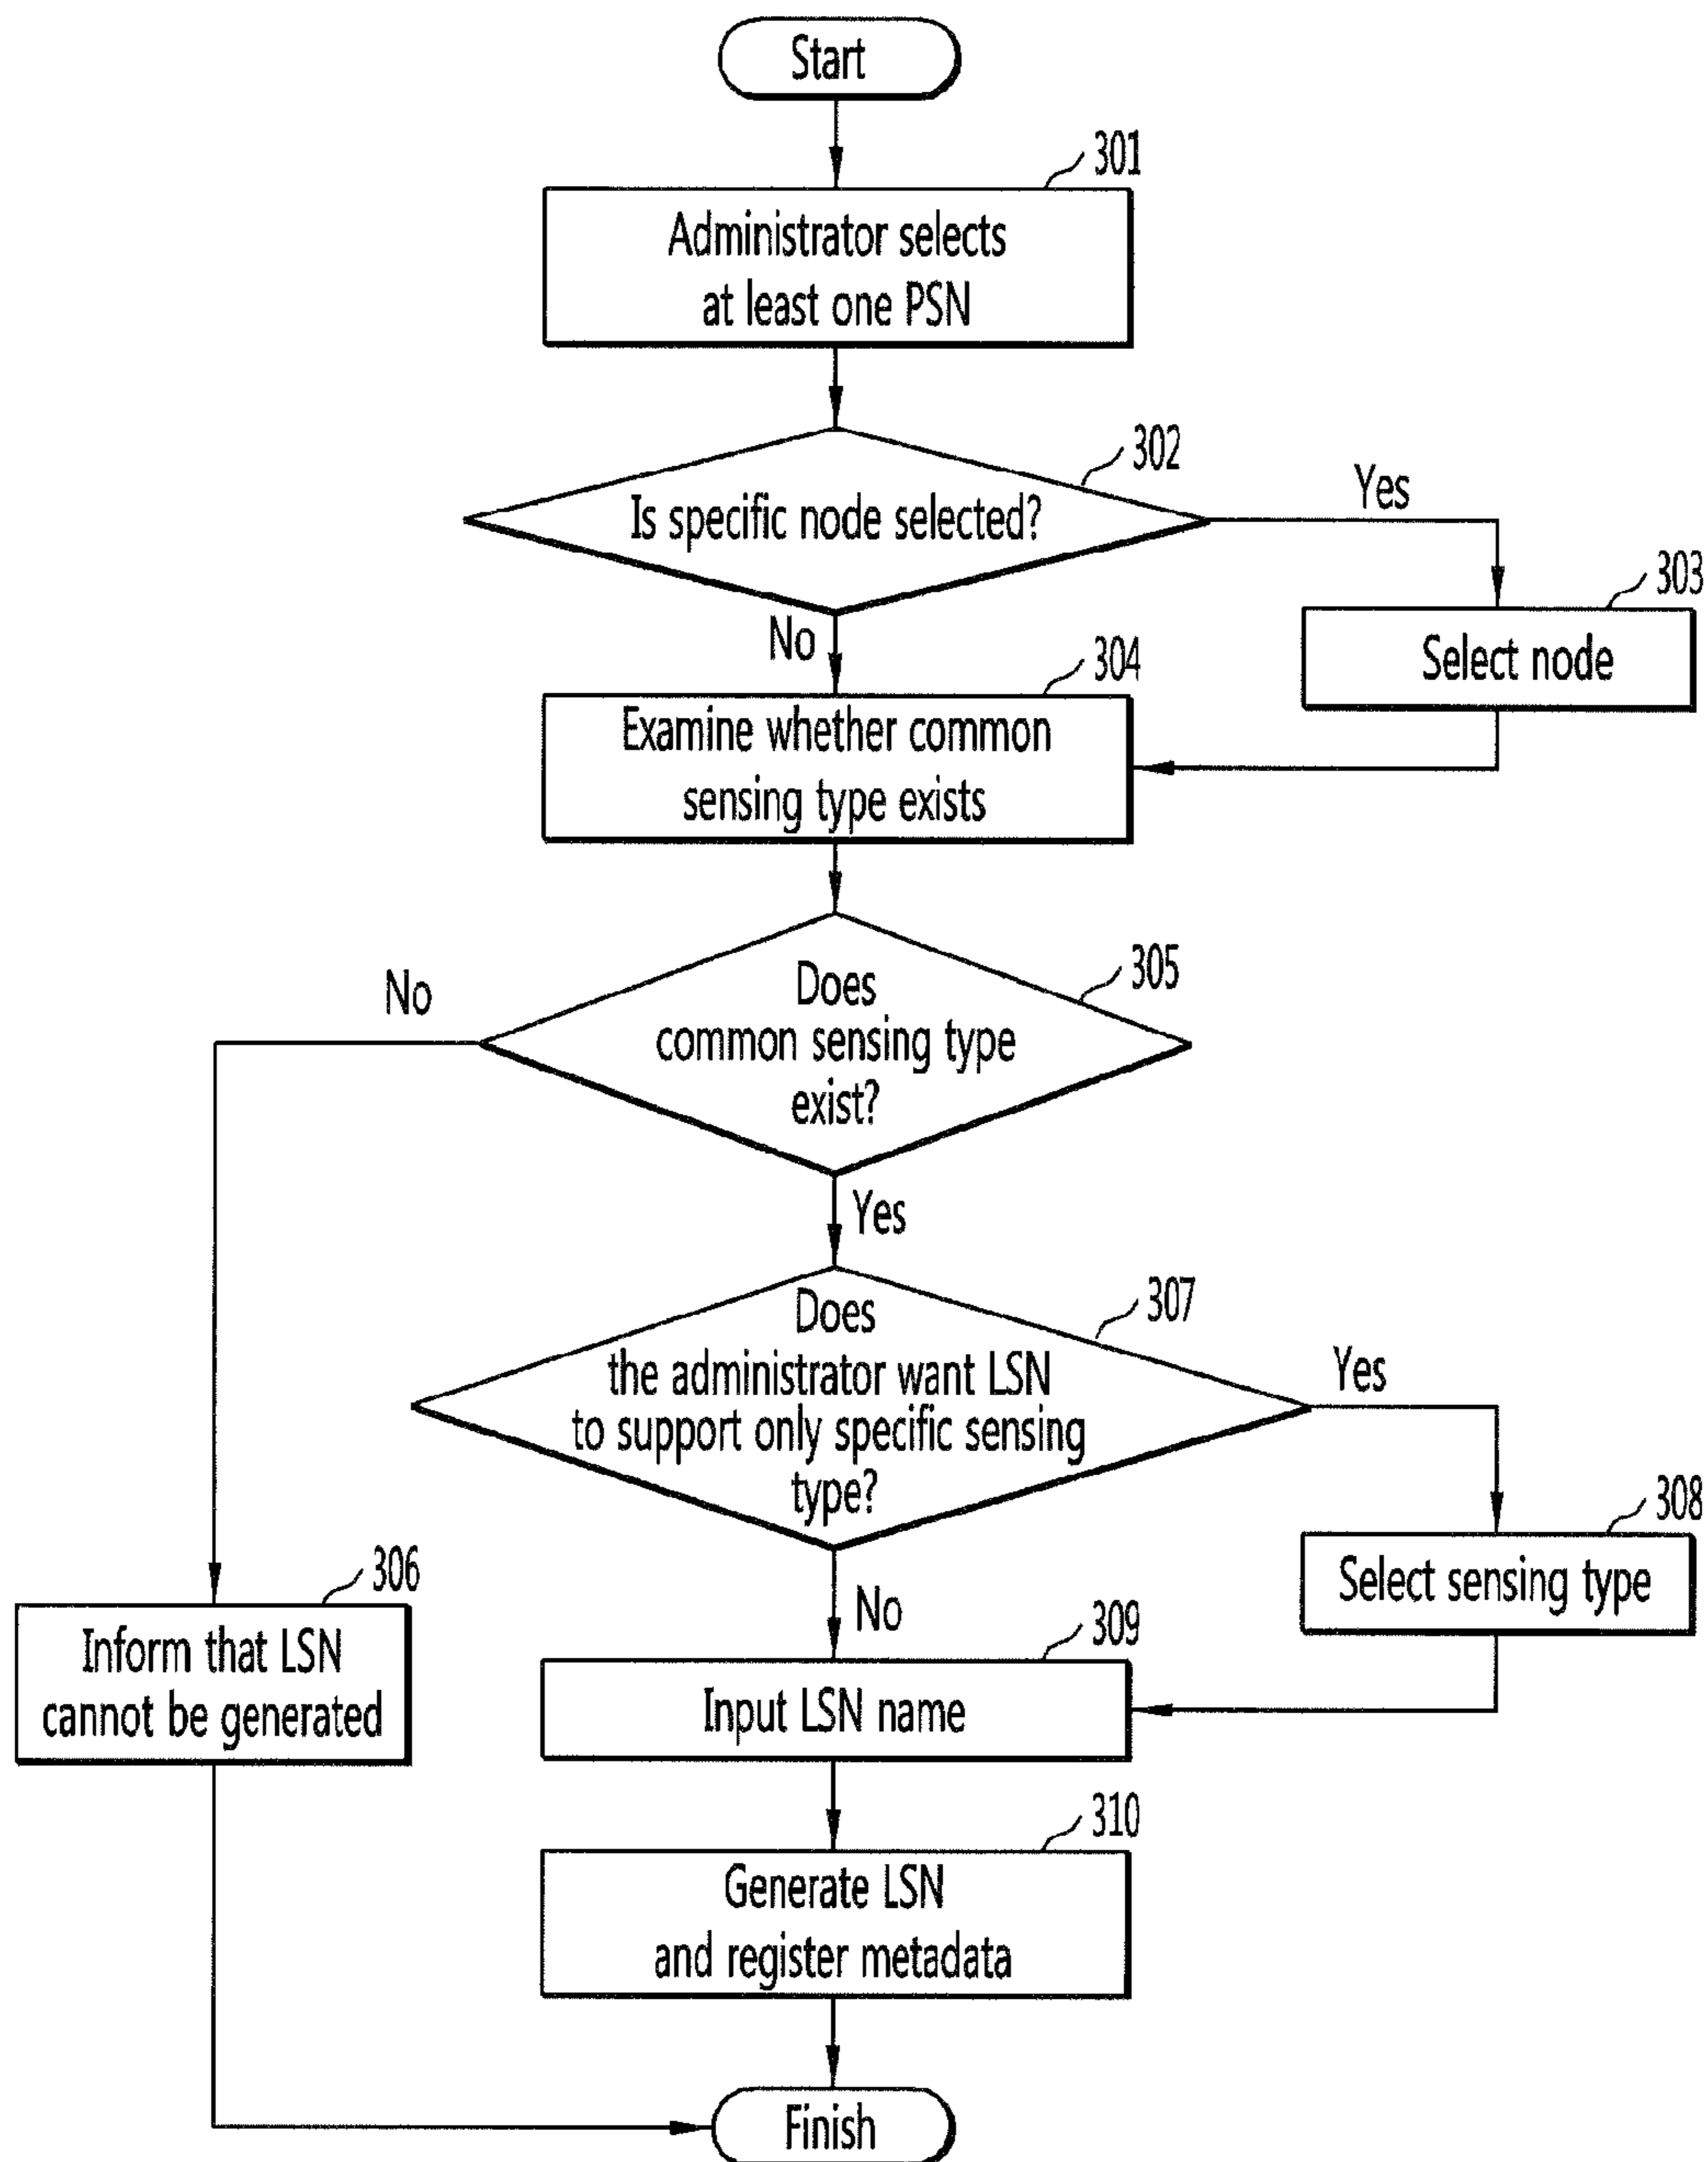 Start
301
Administrator selects
at least one PSN
302
Is specific node selected?
Yes
303
Select node
No
304
Examine whether common
sensing type exists
305
Does
common sensing type
exist?
No
Yes
307
Does
the administrator want LSN
to support only specific sensing
type?
Yes
308
Select sensing type
306
Inform that LSN
cannot be generated
No
309
Input LSN name
310
Generate LSN
and register metadata
Finish